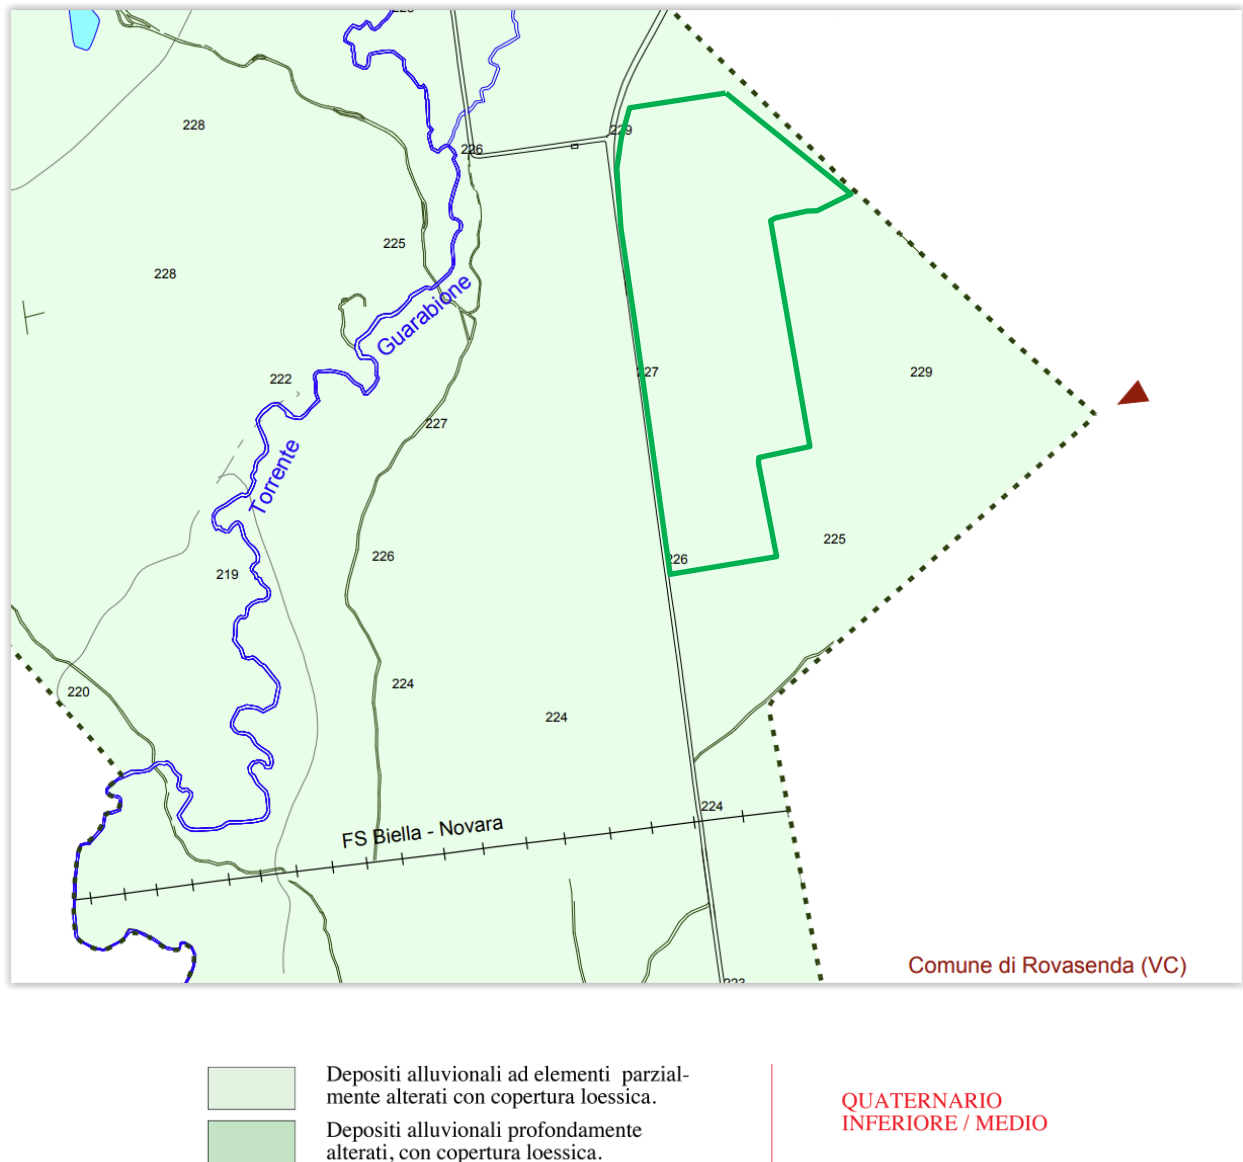 228
226
229
225
228
Guarabione
222
227
229
227
Torrente
226
226
225
219
220
224
224
224
FS Biella - Novara
223
Comune di Rovasenda (VC)
Depositi alluvionali ad elementi parzial-
mente alterati con copertura loessica.
QUATERNARIO
INFERIORE / MEDIO
Depositi alluvionali profondamente
alterati, con copertura loessica.